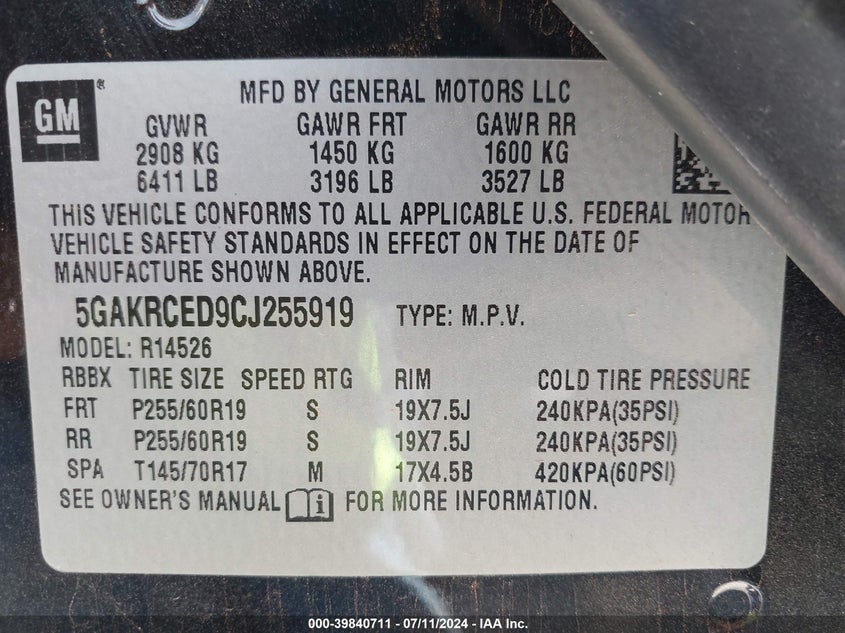 GM ®
MFD BY GENERAL MOTORS LLC
GVWR GAWR FRT GAWR RR
2908 KG 1450 KG 1600 KG
6411 LB 3196 LB 3527 LB
THIS VEHICLE CONFORMS TO ALL APPLICABLE U.S. FEDERAL MOTOR
VEHICLE SAFETY STANDARDS IN EFFECT ON THE DATE OF
MANUFACTURE SHOWN ABOVE.
5GAKRCED9CJ255919 TYPE: M.P.V.
MODEL: R14526
RBBX TIRE SIZE SPEED RTG RIM COLD TIRE PRESSURE
FRT P255/60R19 S 19X7.5J 240KPA(35PSI)
RR P255/60R19 S 19X7.5J 240KPA(35PSI)
SPA T145/70R17 M 17X4.5B 420KPA(60PSI)
SEE OWNER'S MANUAL i FOR MORE INFORMATION.
000-39840711 - 07/11/2024 - IAA Inc.